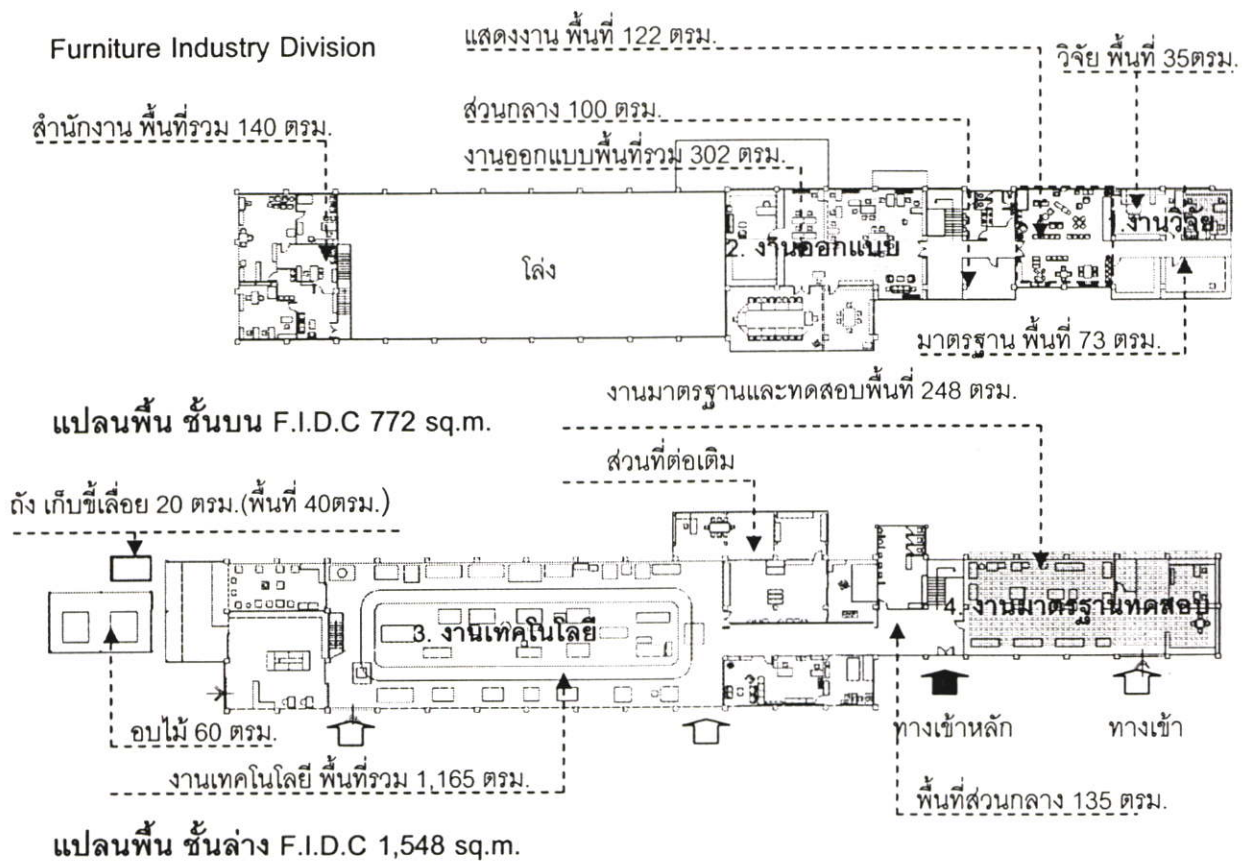 Furniture Industry Division
แสดงงาน พื้นที่ 122 ตรม.
วิจัย พื้นที่ 35ตรม.
สำนักงาน พื้นที่รวม 140 ตรม.
ส่วนกลาง 100 ตรม.
งานออกแบบพื้นที่รวม 302 ตรม.
1.งานวิจัย
2. งานออกแบบ
โล่ง
มาตรฐาน พื้นที่ 73 ตรม.
งานมาตรฐานและทดสอบพื้นที่ 248 ตรม.
แปลนพื้น ชั้นบน F.I.D.C 772 sq.m.
ส่วนที่ต่อเติม
ถัง เก็บขี้เลื่อย 20 ตรม.(พื้นที่ 40ตรม.)
3. งานเทคโนโลยี
4. งานมาตรฐานทดสอบ
อบไม้ 60 ตรม.
ทางเข้าหลัก
ทางเข้า
งานเทคโนโลยี พื้นที่รวม 1,165 ตรม.
พื้นที่ส่วนกลาง 135 ตรม.
แปลนพื้น ชั้นล่าง F.I.D.C 1,548 sq.m.